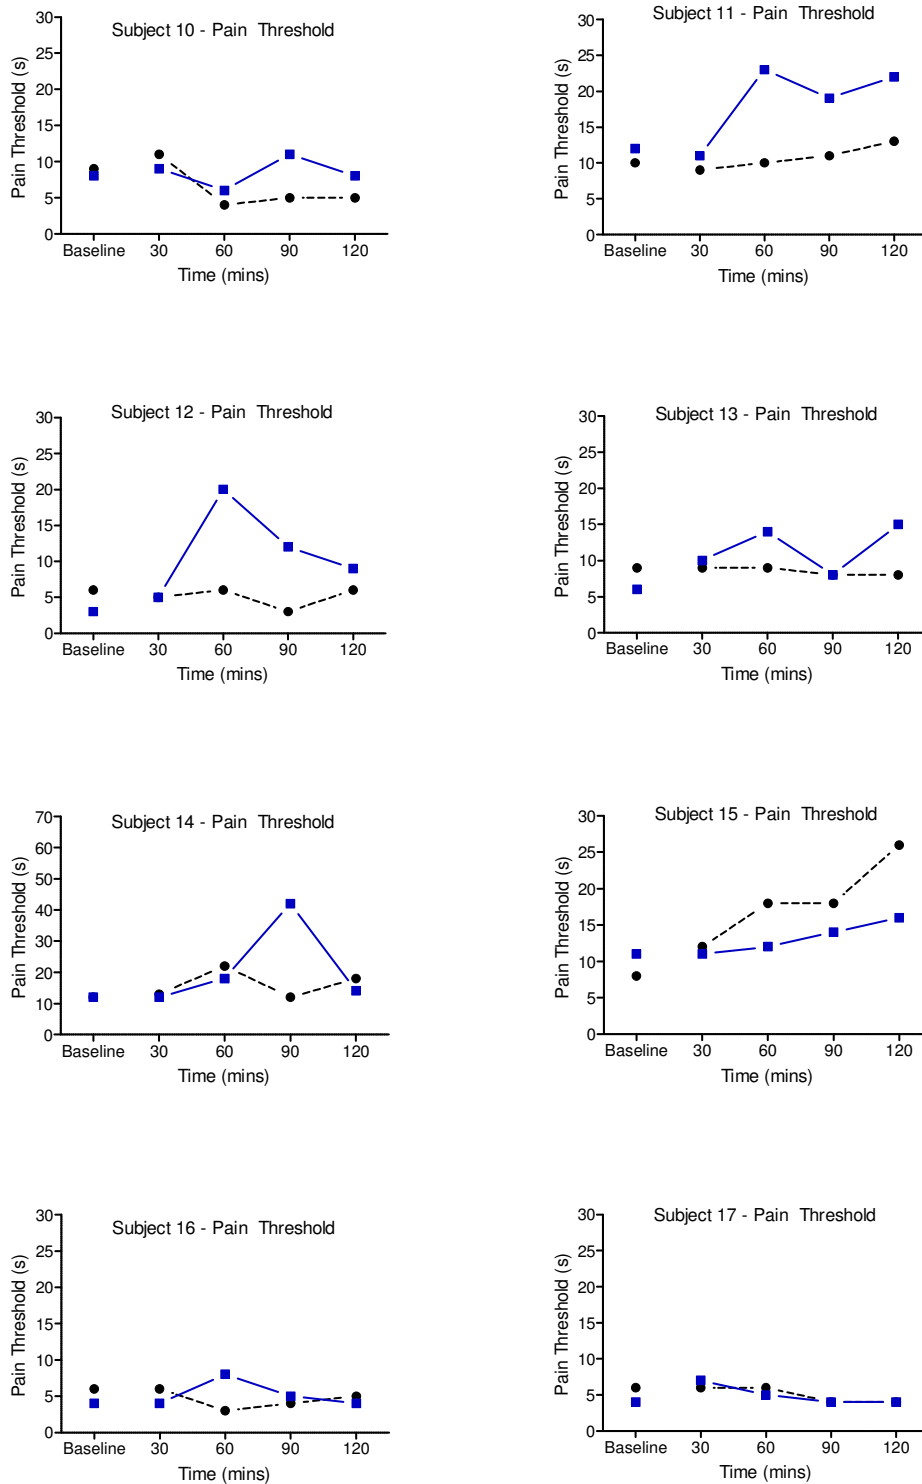 Subject 10 - Pain Threshold
Pain Threshold (s)
30
25
20
15
10
5
0
Baseline 30 60 90 120
Time (mins)
Subject 11 - Pain Threshold
Pain Threshold (s)
30
25
20
15
10
5
0
Baseline 30 60 90 120
Time (mins)
Subject 12 - Pain Threshold
Pain Threshold (s)
30
25
20
15
10
5
0
Baseline 30 60 90 120
Time (mins)
Subject 13 - Pain Threshold
Pain Threshold (s)
30
25
20
15
10
5
0
Baseline 30 60 90 120
Time (mins)
Subject 14 - Pain Threshold
Pain Threshold (s)
70
60
50
40
30
20
10
0
Baseline 30 60 90 120
Time (mins)
Subject 15 - Pain Threshold
Pain Threshold (s)
30
25
20
15
10
5
0
Baseline 30 60 90 120
Time (mins)
Subject 16 - Pain Threshold
Pain Threshold (s)
30
25
20
15
10
5
0
Baseline 30 60 90 120
Time (mins)
Subject 17 - Pain Threshold
Pain Threshold (s)
30
25
20
15
10
5
0
Baseline 30 60 90 120
Time (mins)